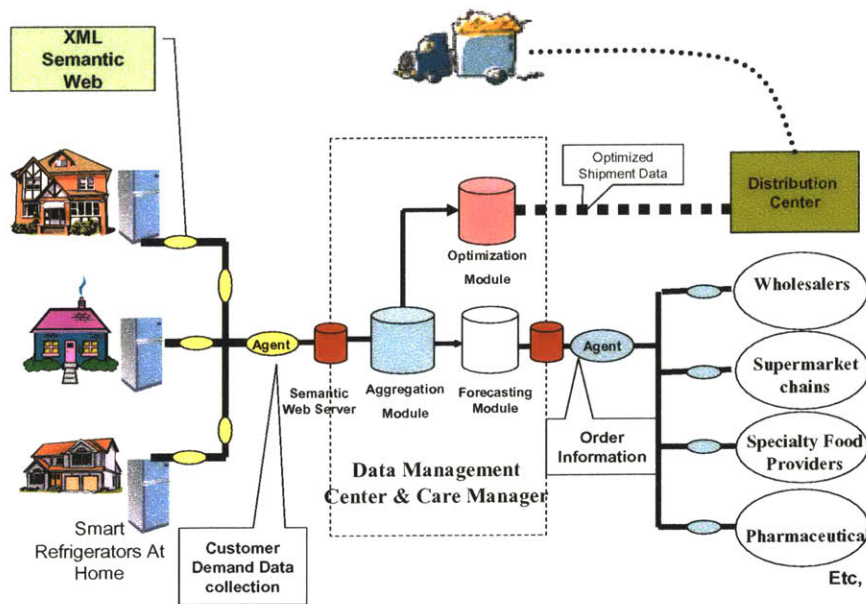 XML
Semantic
Web
Optimized
Shipment Data
Distribution
Center
Optimization
Module
Wholesalers
Agent
Agent
Semantic
Web Server
Aggregation
Module
Forecasting
Module
Supermarket
chains
Order
Information
Specialty Food
Providers
Data Management
Center & Care Manager
Smart
Refrigerators At
Home
Customer
Demand Data
collection
Pharmaceutical
Etc,